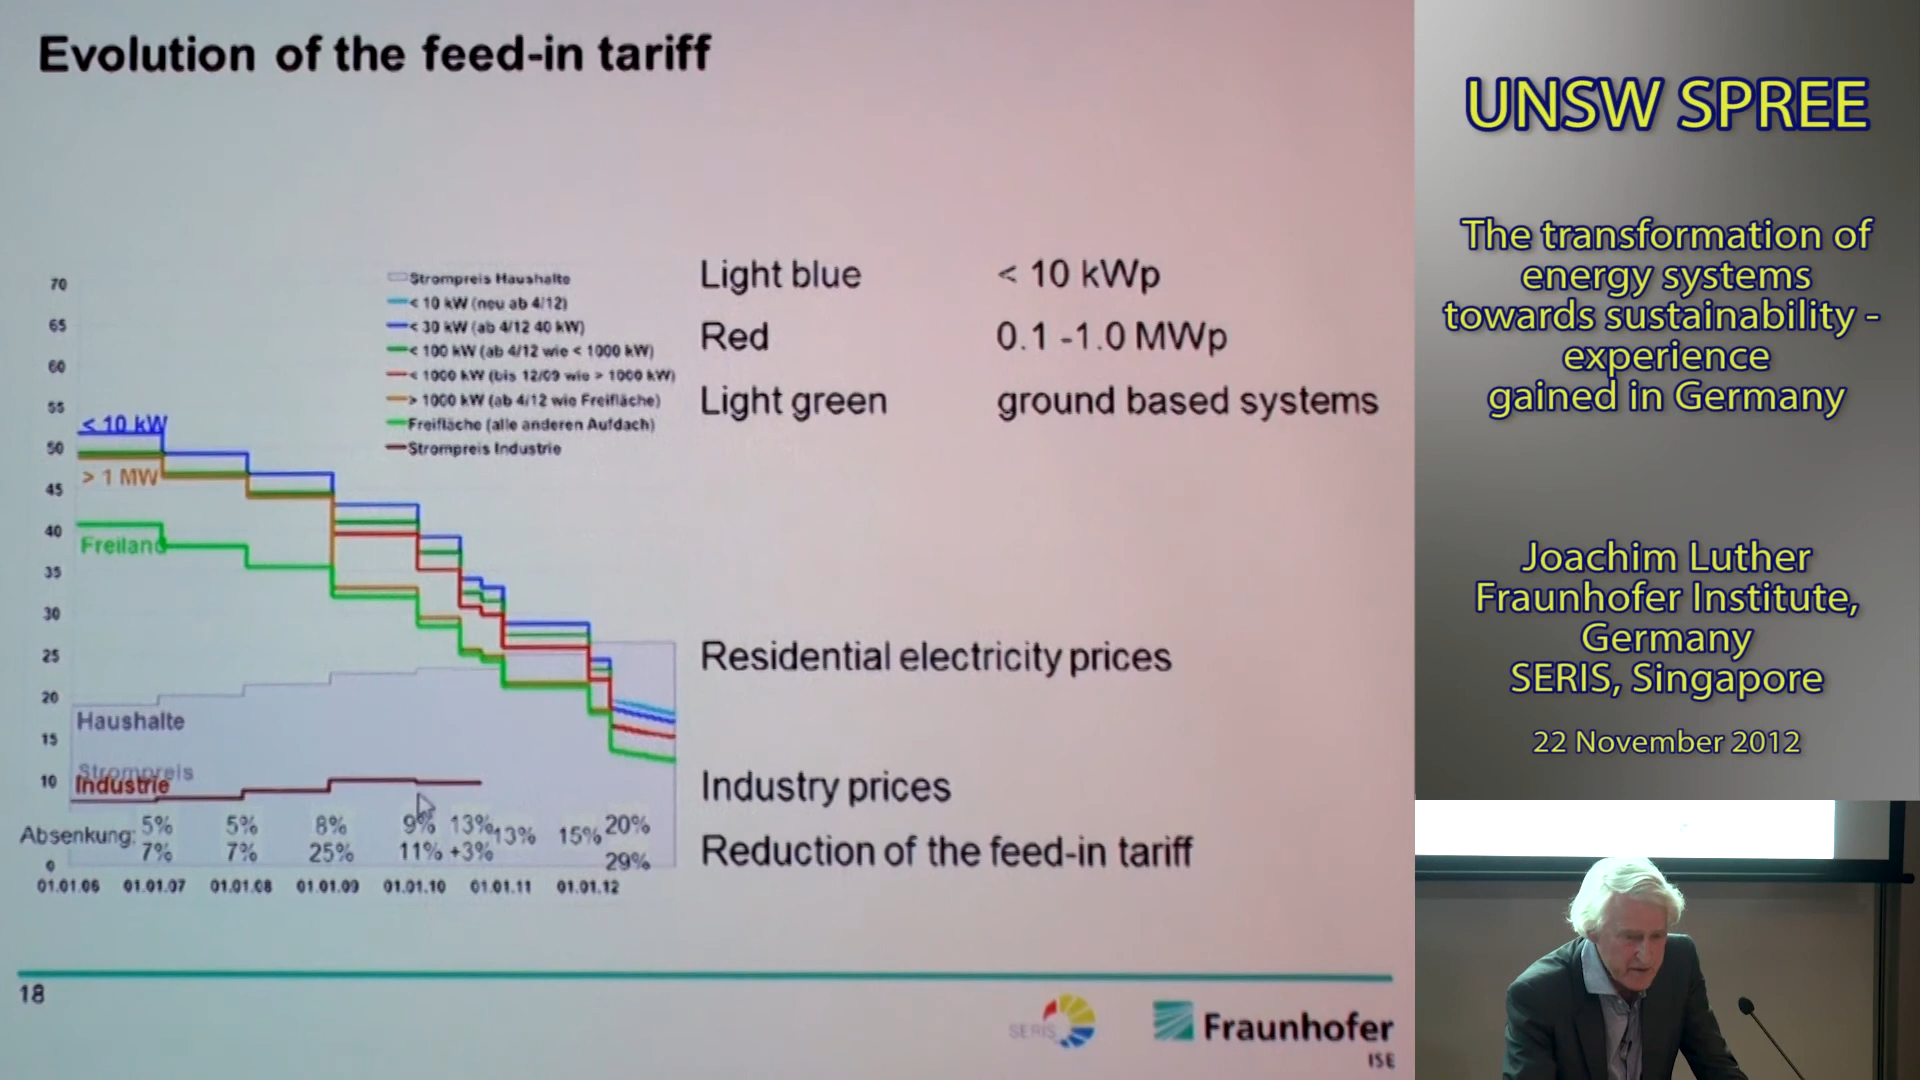 Evolution of the feed-in tariff
70
65
60
55
50
45
40
35
30
25
20
15
10
0
Strompreis Haushalte
< 10 kW (neu ab 4/12)
< 30 kW (ab 4/12 40 kW)
< 100 kW (ab 4/12 wie < 1000 kW)
< 1000 kW (bis 12/09 wie > 1000 kW)
> 1000 kW (ab 4/12 wie Freifläche)
Freifläche (alle anderen Aufdach)
Strompreis Industrie
< 10 kW
> 1 MW
Freiland
Haushalte
Strompreis
Industrie
Absenkung: 5% 5% 8% 9% 13% 13% 15% 20%
7% 7% 25% 11% +3% 29%
01.01.06 01.01.07 01.01.08 01.01.09 01.01.10 01.01.11 01.01.12
Light blue < 10 kWp
Red 0.1 -1.0 MWp
Light green ground based systems
Residential electricity prices
Industry prices
Reduction of the feed-in tariff
18
SERIS
Fraunhofer
ISE
UNSW SPREE
The transformation of
energy systems
towards sustainability -
experience
gained in Germany
Joachim Luther
Fraunhofer Institute,
Germany
SERIS, Singapore
22 November 2012